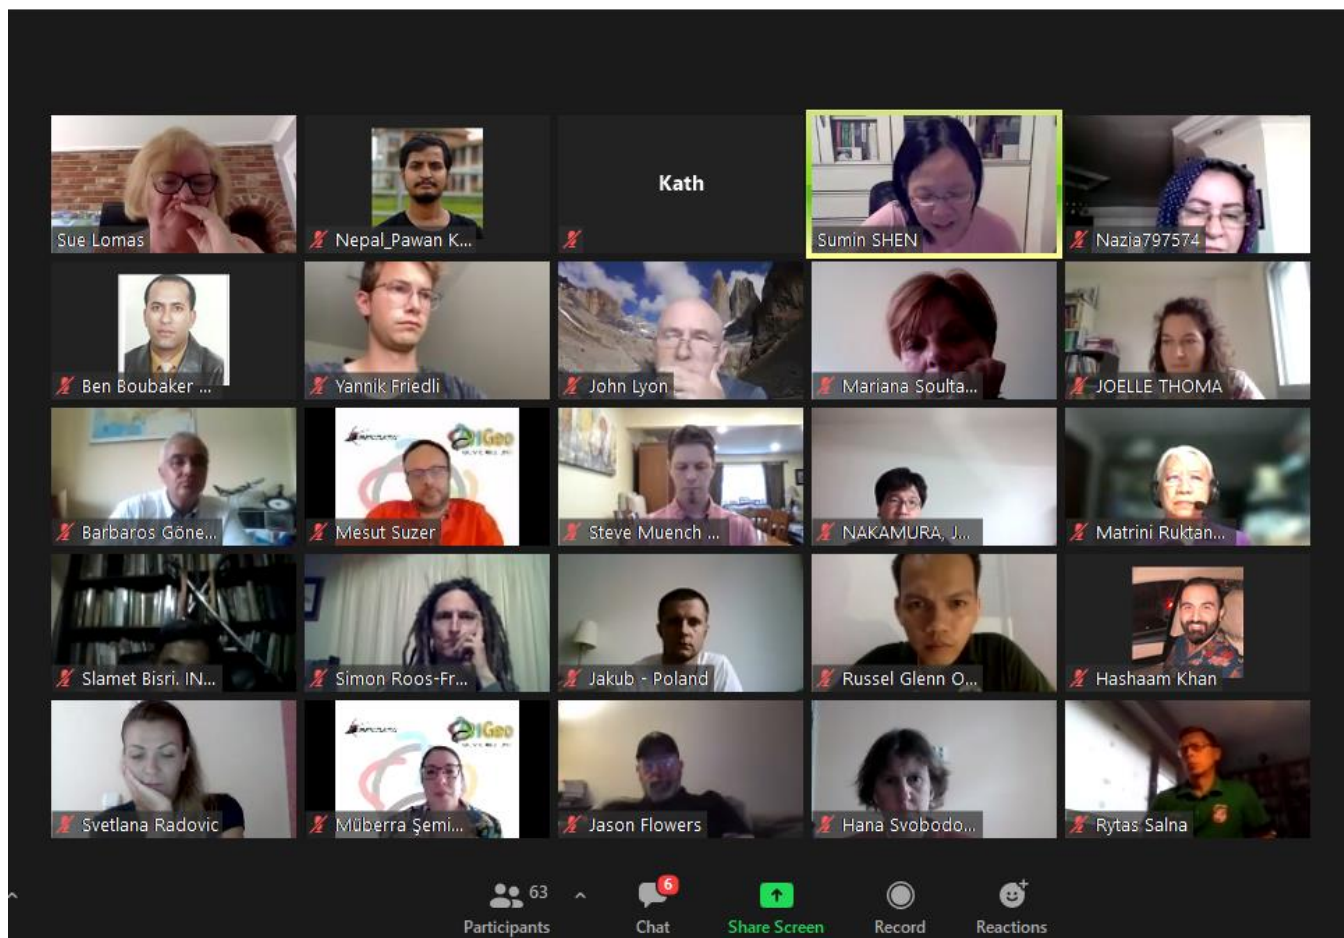 Kath
Sue Lomas
Nepal_Pawan K...
Sumin SHEN
Nazia797574
Ben Boubaker ...
Yannik Friedli
John Lyon
Mariana Soulta...
JOELLE THOMA
iGeo
Barbaros Göne...
Mesut Suzer
Steve Muench ...
NAKAMURA, J...
Matrini Ruktan...
Slamet Bisri. IN...
Simon Roos-Fr...
Jakub - Poland
Russel Glenn O...
Hashaam Khan
iGeo
Svetlana Radovic
Müberra Şemi...
Jason Flowers
Hana Svobodo...
Rytas Salna
63
6
Participants
Chat
Share Screen
Record
Reactions